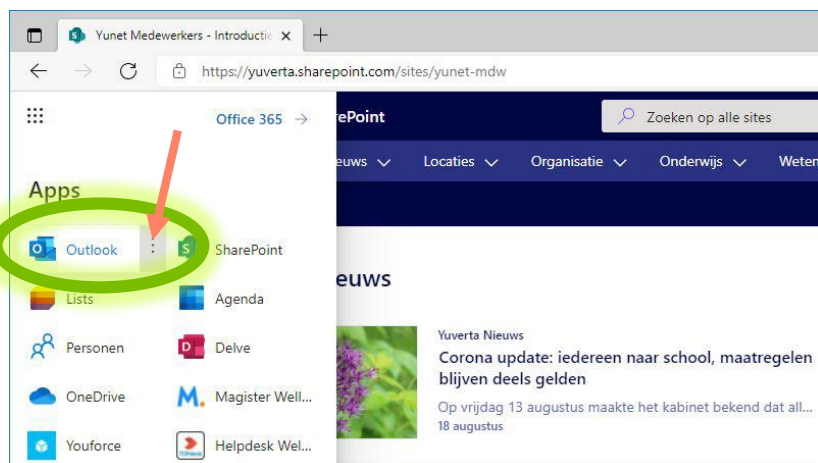 Yunet Medewerkers - Introductie
https://yuverta.sharepoint.com/sites/yunet-mdw
Office 365 →
rePoint
Zoeken op alle sites
euws
Locaties
Organisatie
Onderwijs
Weten
Apps
Outlook
SharePoint
Lists
Agenda
Personen
Delve
OneDrive
Magister Well...
Youforce
Helpdesk Wel...
euws
Yuverta Nieuws
Corona update: iedereen naar school, maatregelen
blijven deels gelden
Op vrijdag 13 augustus maakte het kabinet bekend dat all...
18 augustus